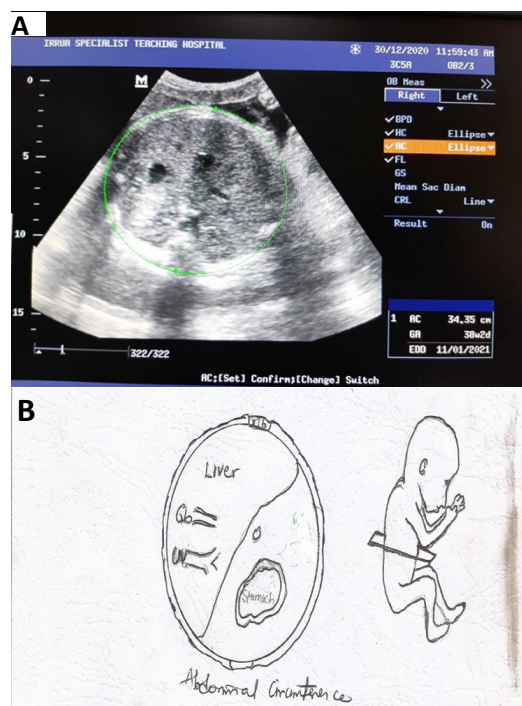 A
IRRUA SPECIALIST TEACHING HOSPITAL
30/12/2020 11:59:43 AM
3C5A OB2/3
M
OB Meas
Right Left
BPD
HC Ellipse
AC Ellipse
FL
GS
Mean Sac Diam
CRL Line
Result On
0
5
10
15
1 AC 34.35 cm
GA 38w2d
EDD 11/01/2021
322/322
AC:[Set] Confirm;[Change] Switch
B
Liver
Gb
UV
Stomach
Abdominal Circumference